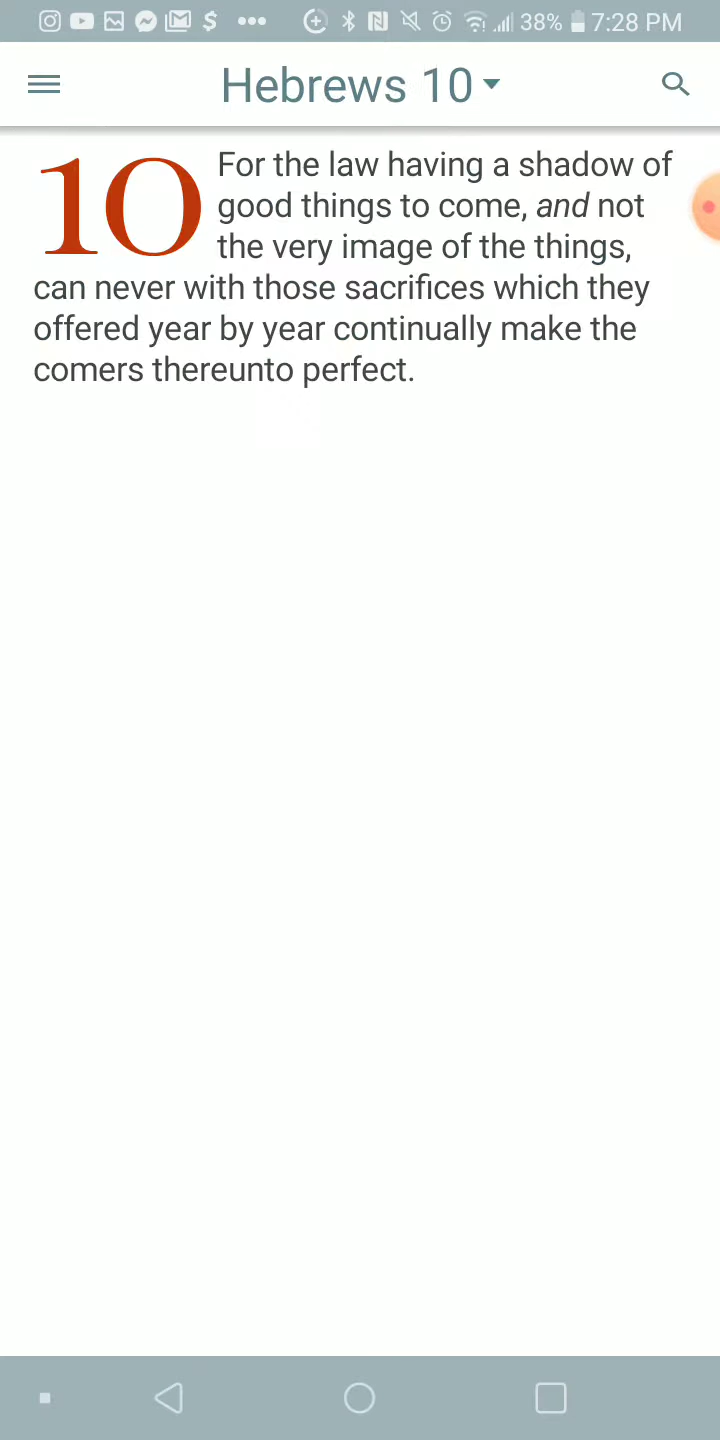 38% 7:28 PM
Hebrews 10
10 For the law having a shadow of
good things to come, and not
the very image of the things,
can never with those sacrifices which they
offered year by year continually make the
comers thereunto perfect.